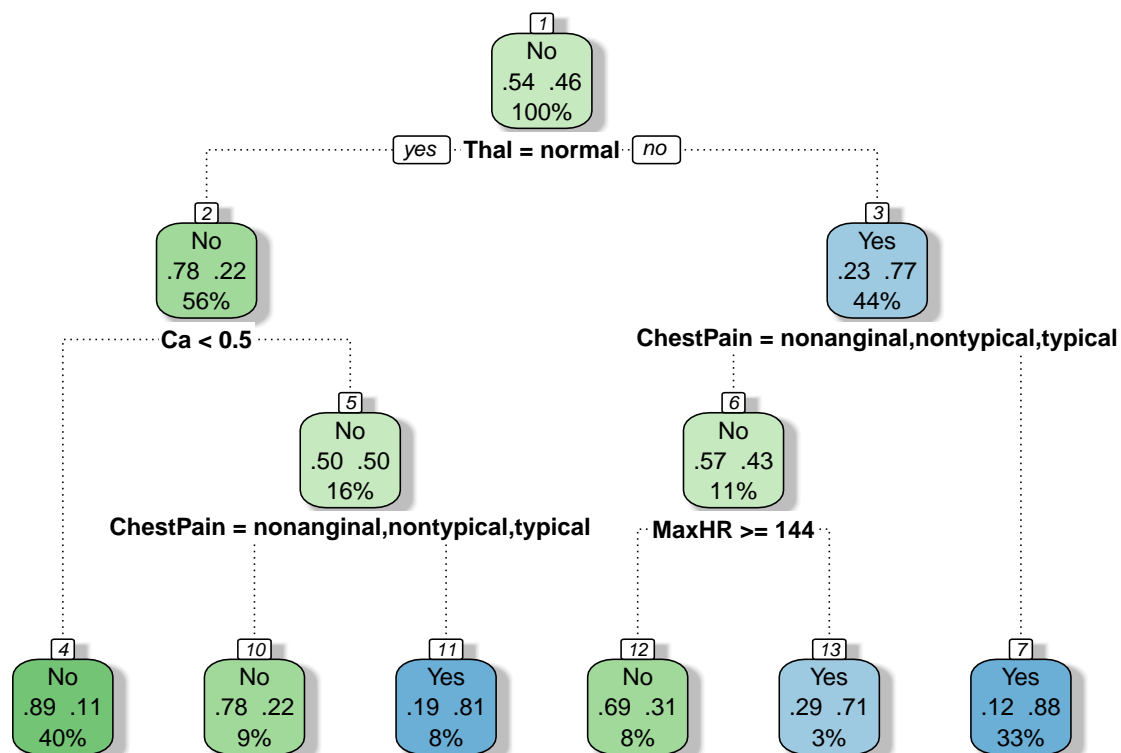 1
No
.54 .46
100%
yes Thal = normal no
2
No
.78 .22
56%
3
Yes
.23 .77
44%
Ca < 0.5
ChestPain = nonanginal,nontypical,typical
5
No
.50 .50
16%
6
No
.57 .43
11%
ChestPain = nonanginal,nontypical,typical
MaxHR >= 144
4
No
.89 .11
40%
10
No
.78 .22
9%
11
Yes
.19 .81
8%
12
No
.69 .31
8%
13
Yes
.29 .71
3%
7
Yes
.12 .88
33%